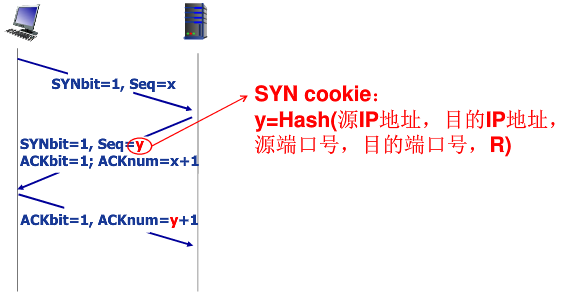 SYNbit=1, Seq=x
SYN cookie：
y=Hash(源IP地址，目的IP地址，
源端口号，目的端口号，R)
SYNbit=1, Seq=y
ACKbit=1; ACKnum=x+1
ACKbit=1, ACKnum=y+1